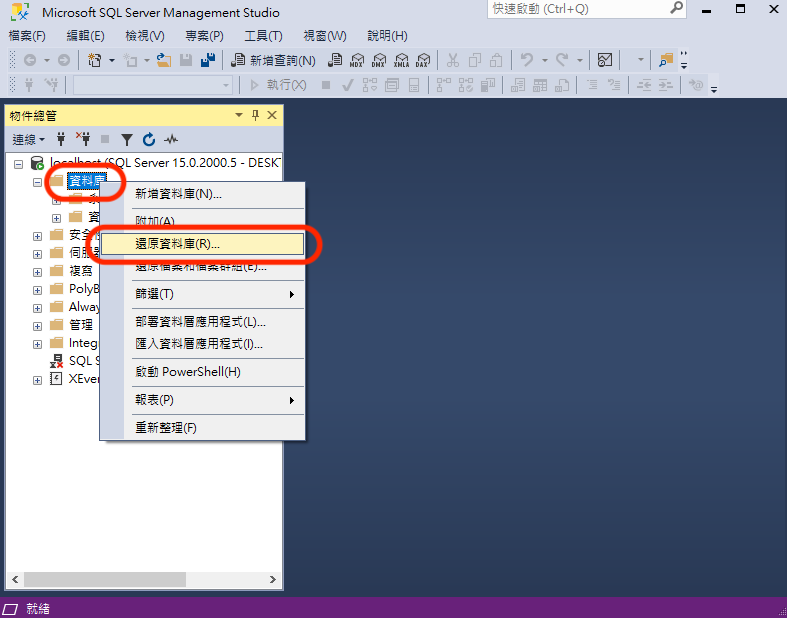 Microsoft SQL Server Management Studio
快速啟動 (Ctrl+Q)
檔案(F) 編輯(E) 檢視(V) 專案(P) 工具(T) 視窗(W) 說明(H)
新增查詢(N) MDX DMX XMLA DAX
執行(X)
物件總管
連線
localhost (SQL Server 15.0.2000.5 - DESKT
資料庫
資
安全
伺服器
複寫
PolyB
Alway
管理
Integr
SQL S
XEven
新增資料庫(N)...
附加(A)
還原資料庫(R)...
還原檔案和檔案群組(E)...
篩選(T)
部署資料層應用程式(L)...
匯入資料層應用程式(I)...
啟動 PowerShell(H)
報表(P)
重新整理(F)
就緒